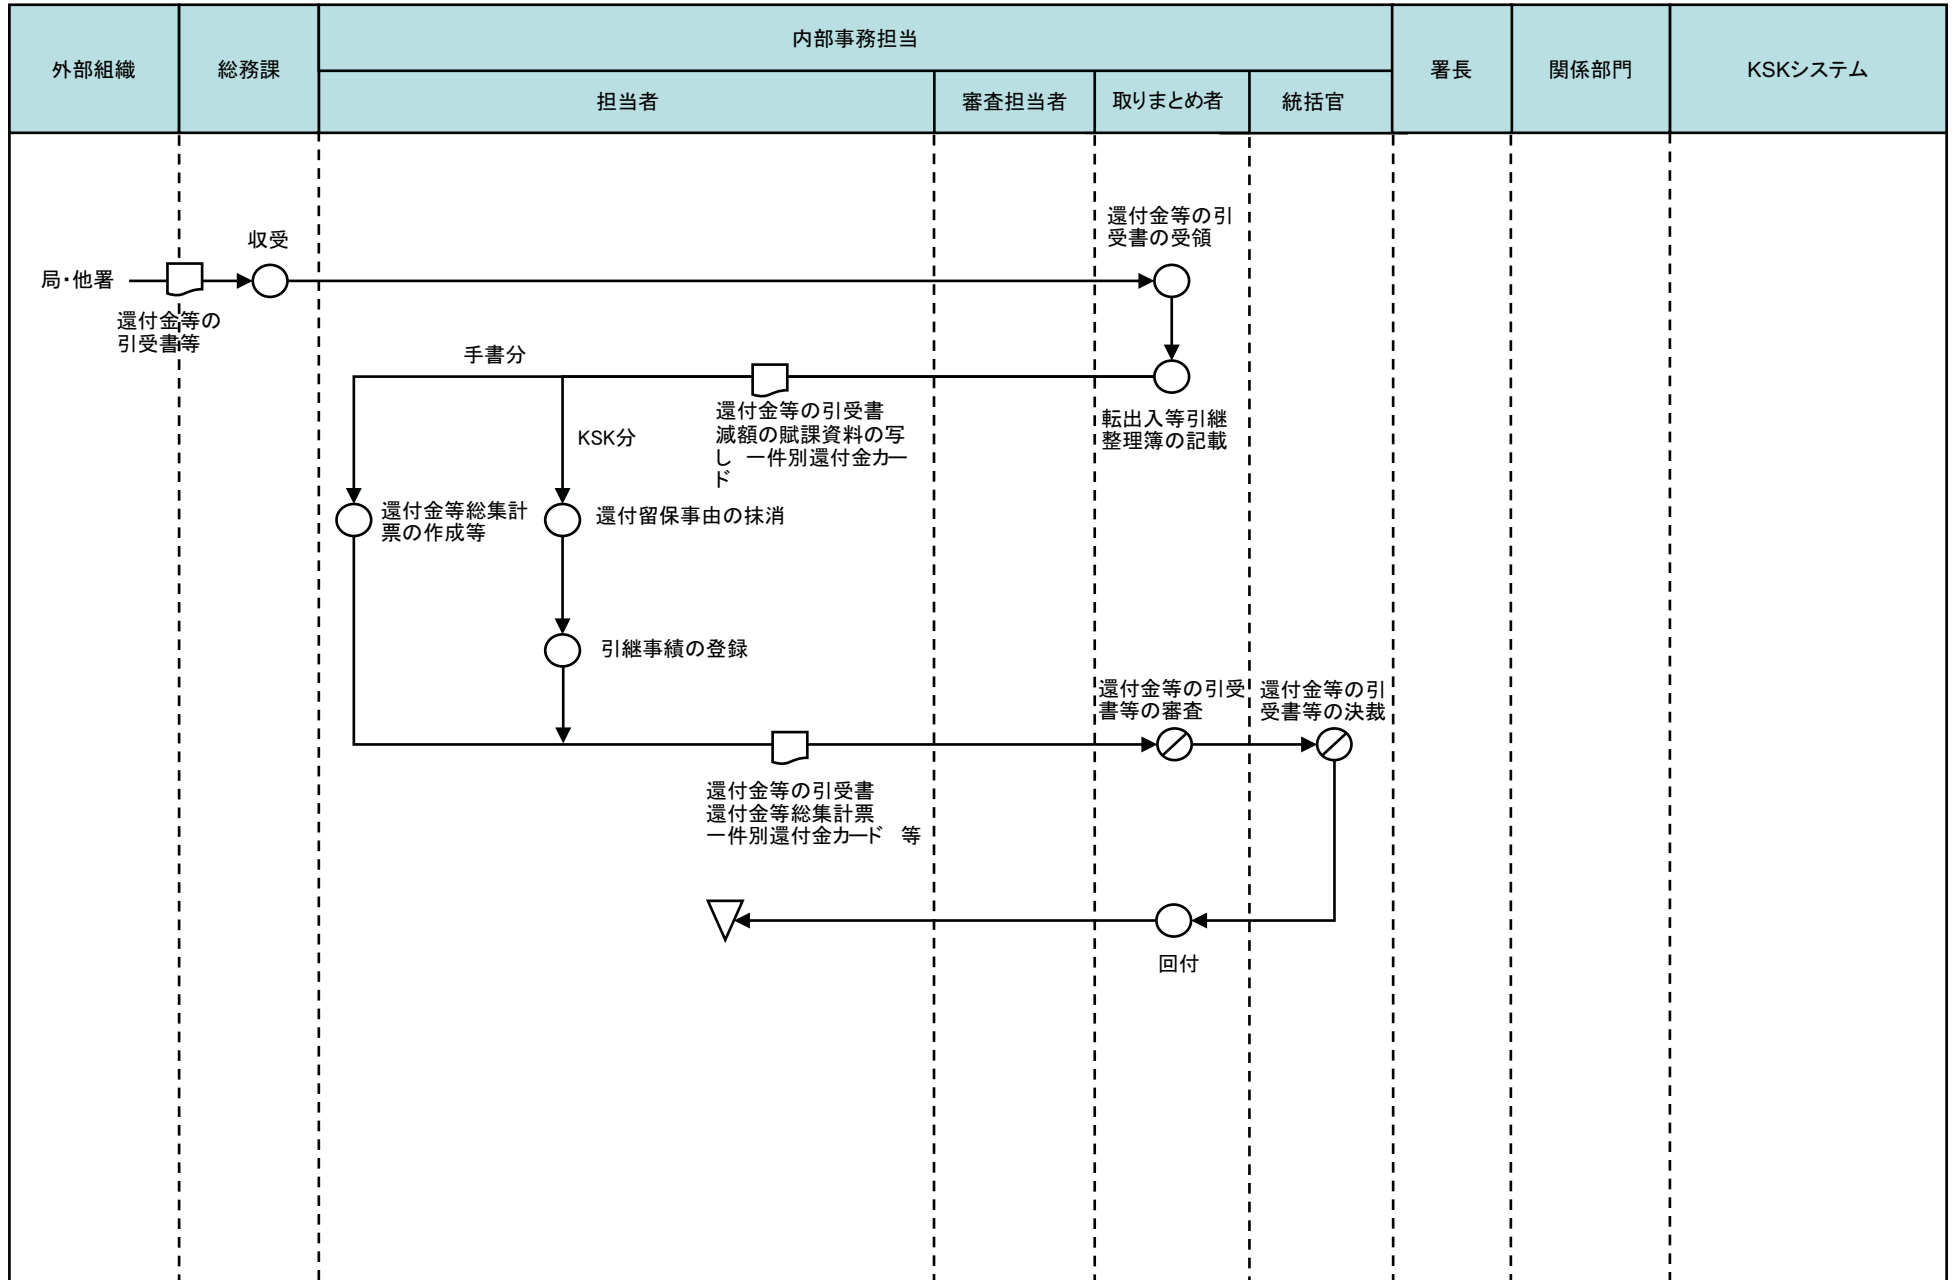 外部組織
総務課
内部事務担当
担当者
審査担当者
取りまとめ者
統括官
署長
関係部門
KSKシステム
局・他署
還付金等の
引受書等
収受
還付金等の引
受書の受領
転出入等引継
整理簿の記載
手書分
KSK分
還付金等の引受書
減額の賦課資料の写
し 一件別還付金カー
ド
還付金等総集計
票の作成等
還付留保事由の抹消
引継事績の登録
還付金等の引受
書等の審査
還付金等の引
受書等の決裁
還付金等の引受書
還付金等総集計票
一件別還付金カード 等
回付